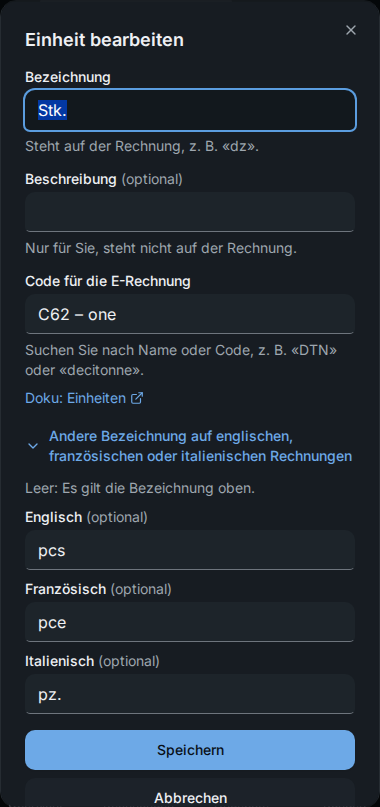 Einheit bearbeiten
Bezeichnung
Stk.
Steht auf der Rechnung, z. B. «dz».
Beschreibung (optional)
Nur für Sie, steht nicht auf der Rechnung.
Code für die E-Rechnung
C62 – one
Suchen Sie nach Name oder Code, z. B. «DTN»
oder «decitonne».
Doku: Einheiten
Andere Bezeichnung auf englischen,
französischen oder italienischen Rechnungen
Leer: Es gilt die Bezeichnung oben.
Englisch (optional)
pcs
Französisch (optional)
pce
Italienisch (optional)
pz.
Speichern
Abbrechen